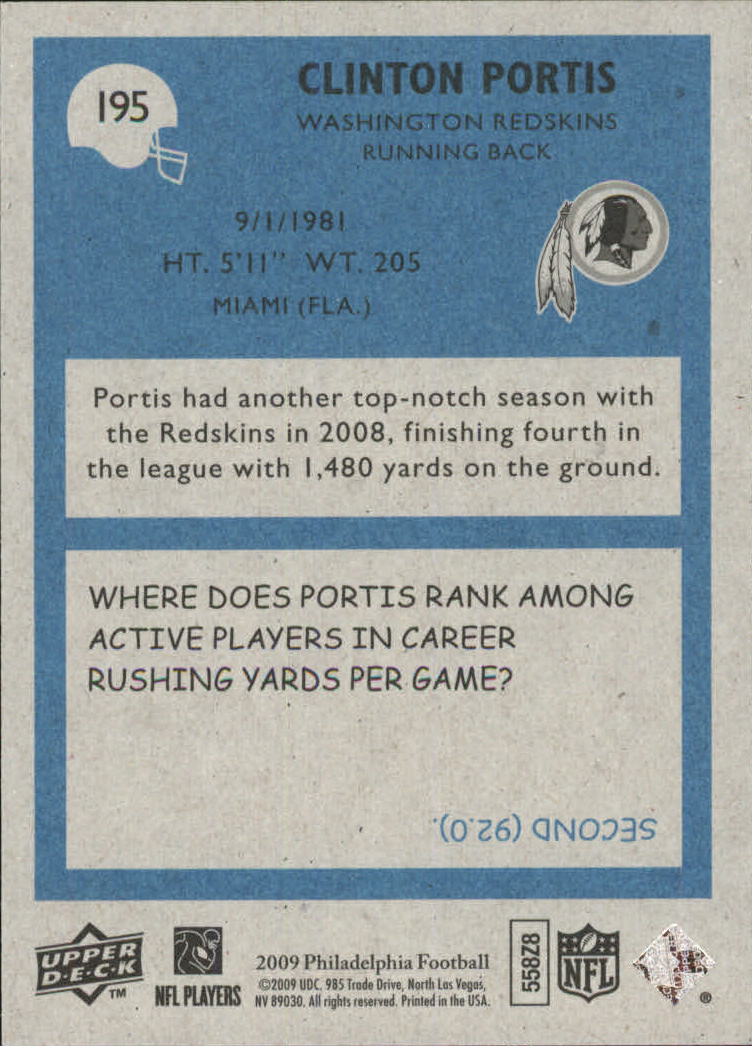 195
CLINTON PORTIS
WASHINGTON REDSKINS
RUNNING BACK
9/1/1981
HT. 5'11" WT. 205
MIAMI (FLA.)
Portis had another top-notch season with
the Redskins in 2008, finishing fourth in
the league with 1,480 yards on the ground.
WHERE DOES PORTIS RANK AMONG
ACTIVE PLAYERS IN CAREER
RUSHING YARDS PER GAME?
SECOND (92.0).
UPPER
D·E·C·K
TM
NFL PLAYERS
2009 Philadelphia Football
©2009 UDC. 985 Trade Drive, North Las Vegas,
NV 89030. All rights reserved. Printed in the USA.
558Z8
NFL
®